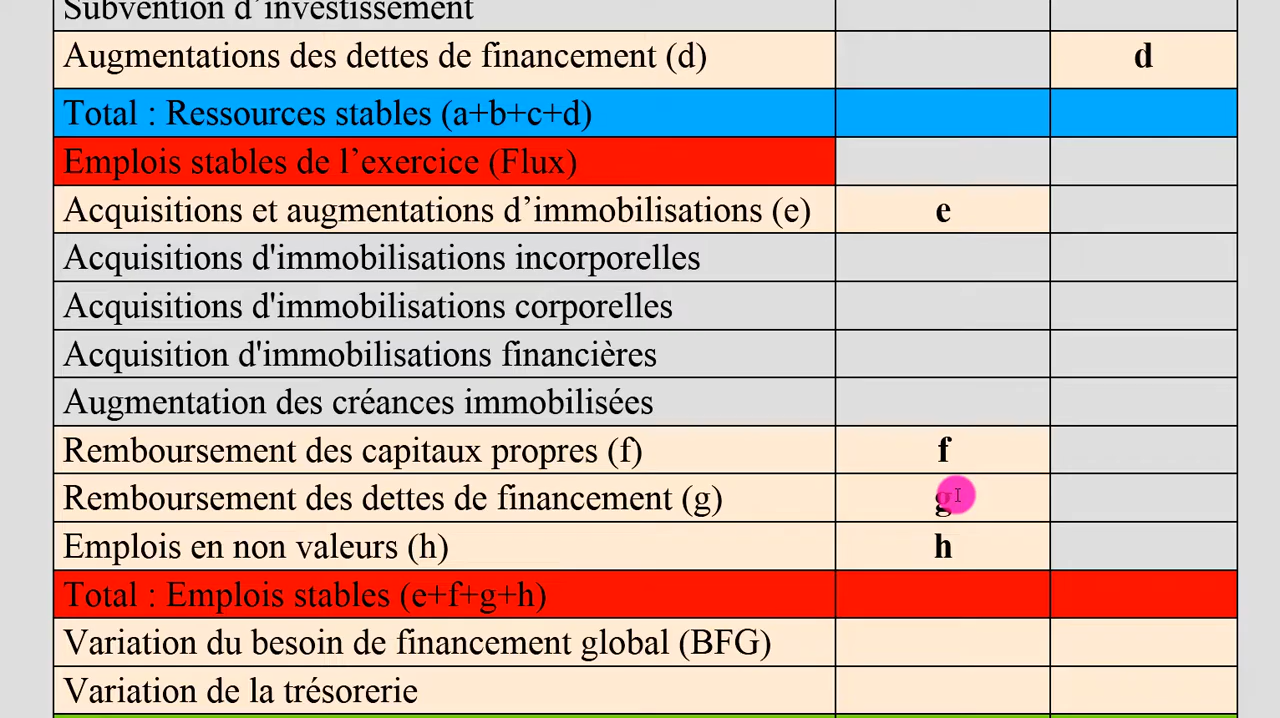 Subvention d’investissement
Augmentations des dettes de financement (d) d
Total : Ressources stables (a+b+c+d)
Emplois stables de l’exercice (Flux)
Acquisitions et augmentations d’immobilisations (e) e
Acquisitions d'immobilisations incorporelles
Acquisitions d'immobilisations corporelles
Acquisition d'immobilisations financières
Augmentation des créances immobilisées
Remboursement des capitaux propres (f) f
Remboursement des dettes de financement (g) g
Emplois en non valeurs (h) h
Total : Emplois stables (e+f+g+h)
Variation du besoin de financement global (BFG)
Variation de la trésorerie